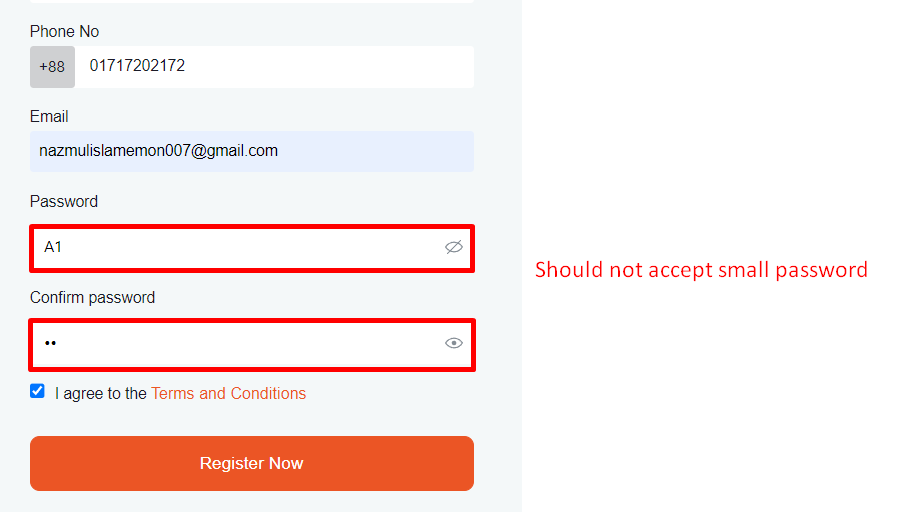 Phone No
+88 01717202172
Email
nazmulislamemon007@gmail.com
Password
A1
Should not accept small password
Confirm password
••
I agree to the Terms and Conditions
Register Now